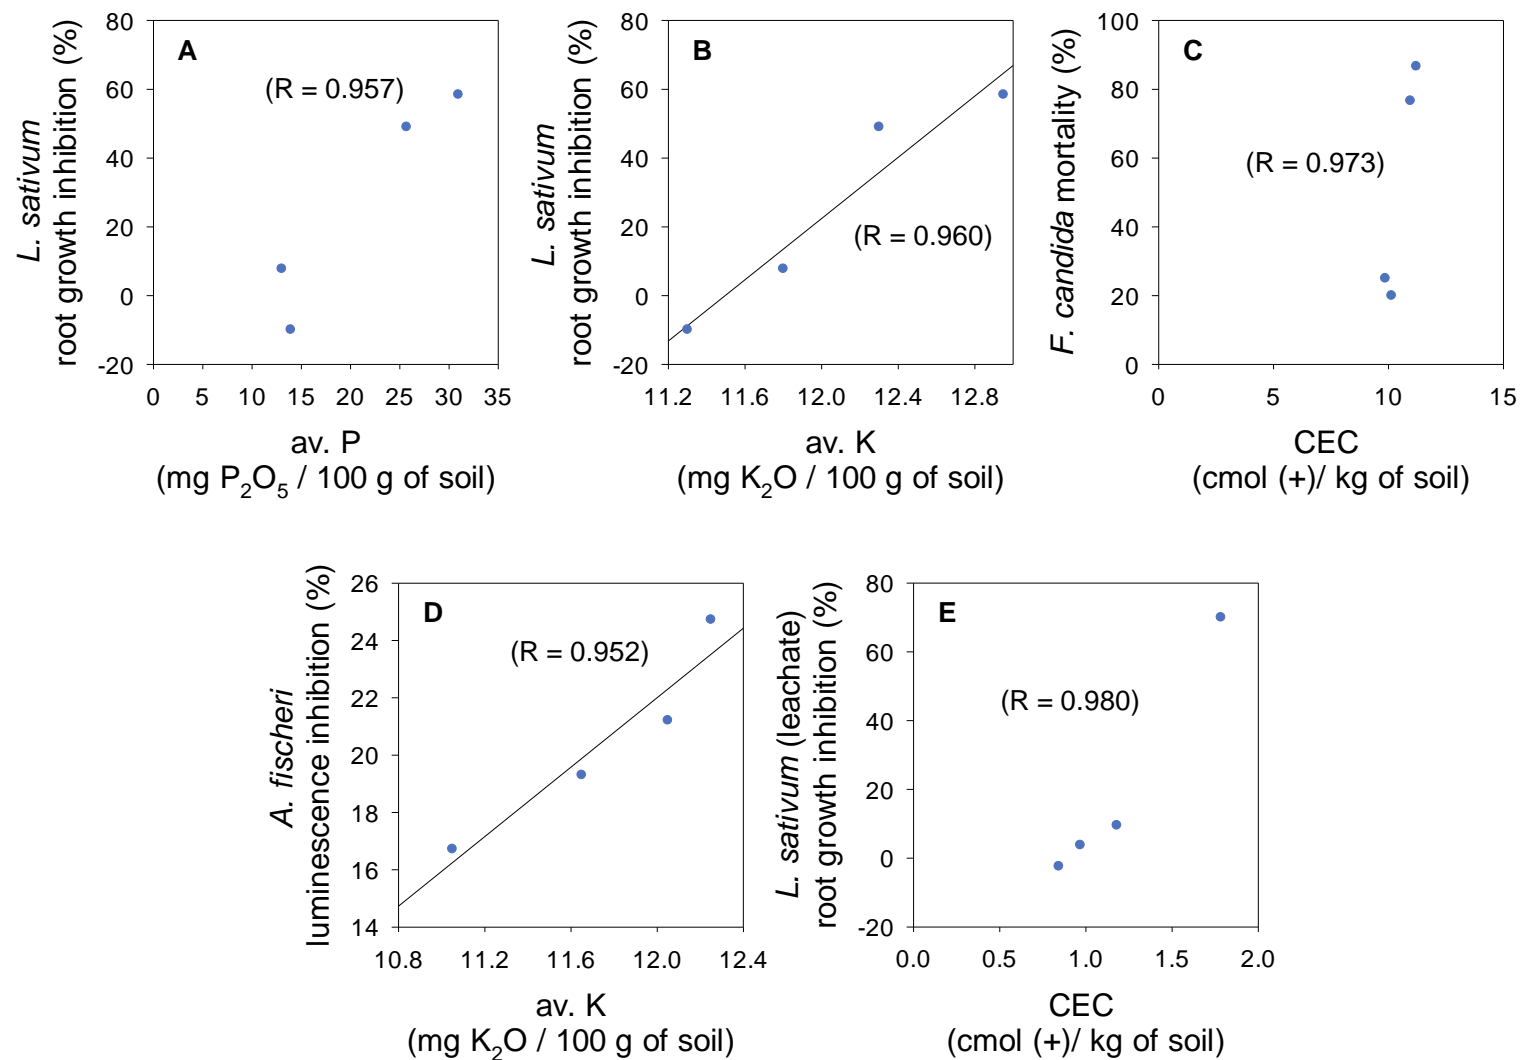 A
(R = 0.957)
L. sativum
root growth inhibition (%)
80
60
40
20
0
-20
0 5 10 15 20 25 30 35
av. P
(mg P₂O₅ / 100 g of soil)
B
(R = 0.960)
L. sativum
root growth inhibition (%)
80
60
40
20
0
-20
11.2 11.6 12.0 12.4 12.8
av. K
(mg K₂O / 100 g of soil)
C
(R = 0.973)
F. candida mortality (%)
100
80
60
40
20
0
0 5 10 15
CEC
(cmol (+)/ kg of soil)
D
(R = 0.952)
A. fischeri
luminescence inhibition (%)
26
24
22
20
18
16
14
10.8 11.2 11.6 12.0 12.4
av. K
(mg K₂O / 100 g of soil)
E
(R = 0.980)
L. sativum (leachate)
root growth inhibition (%)
80
60
40
20
0
-20
0.0 0.5 1.0 1.5 2.0
CEC
(cmol (+)/ kg of soil)